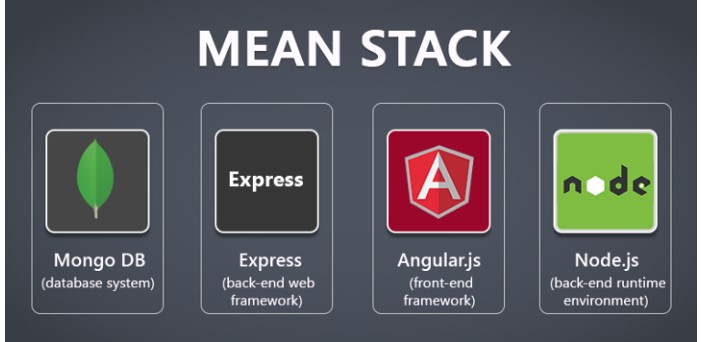 MEAN STACK
Express
A
node
Mongo DB
(database system)
Express
(back-end web
framework)
Angular.js
(front-end
framework)
Node.js
(back-end runtime
environment)